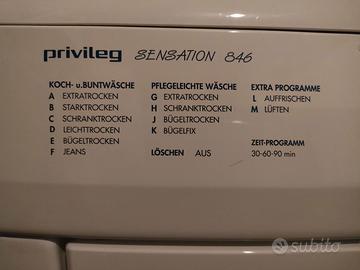 privileg SENSATION 846
KOCH- u. BUNTWÄSCHE
A EXTRATROCKEN
B STARKTROCKEN
C SCHRANKTROCKEN
D LEICHTTROCKEN
E BÜGELTROCKEN
F JEANS
PFLEGELEICHTE WÄSCHE
G EXTRATROCKEN
H SCHRANKTROCKEN
J BÜGELTROCKEN
K BÜGELFIX
LÖSCHEN AUS
EXTRA PROGRAMME
L AUFFRISCHEN
M LÜFTEN
ZEIT-PROGRAMM
30-60-90 min
subito